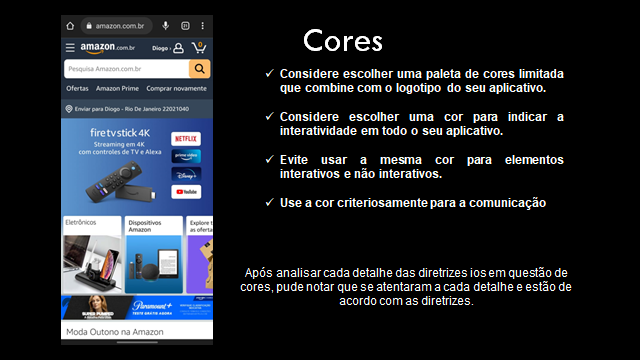 amazon.com.br
21
amazon.com.br
Diogo ›
0
Pesquisa Amazon.com.br
Ofertas Amazon Prime Comprar novamente
Enviar para Diogo - Rio De Janeiro 22021040
fire tv stick 4K
Streaming em 4K
com controles de TV e Alexa
NETFLIX
prime video
Disney+
YouTube
Eletrônicos
Dispositivos
Amazon
Explore t
as ofertas
Paramount+
TESTE GRÁTIS AGORA
Moda Outono na Amazon
Cores
✓ Considere escolher uma paleta de cores limitada
que combine com o logotipo do seu aplicativo.
✓ Considere escolher uma cor para indicar a
interatividade em todo o seu aplicativo.
✓ Evite usar a mesma cor para elementos
interativos e não interativos.
✓ Use a cor criteriosamente para a comunicação
Após analisar cada detalhe das diretrizes ios em questão de
cores, pude notar que se atentaram a cada detalhe e estão de
acordo com as diretrizes.